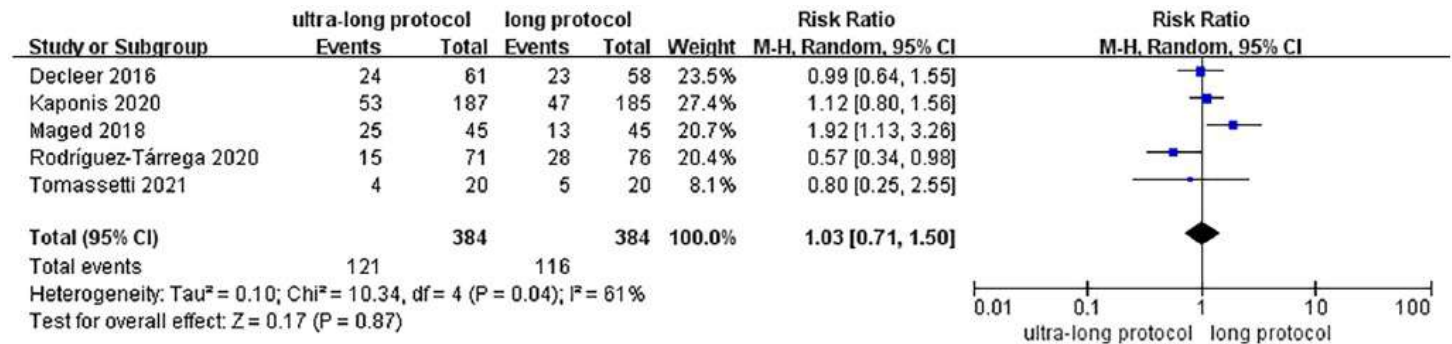 ultra-long protocol long protocol Risk Ratio Risk Ratio
Study or Subgroup Events Total Events Total Weight M-H, Random, 95% CI M-H, Random, 95% CI
Decleer 2016 24 61 23 58 23.5% 0.99 [0.64, 1.55]
Kaponis 2020 53 187 47 185 27.4% 1.12 [0.80, 1.56]
Maged 2018 25 45 13 45 20.7% 1.92 [1.13, 3.26]
Rodríguez-Tárrega 2020 15 71 28 76 20.4% 0.57 [0.34, 0.98]
Tomassetti 2021 4 20 5 20 8.1% 0.80 [0.25, 2.55]
Total (95% CI) 384 384 100.0% 1.03 [0.71, 1.50]
Total events 121 116
Heterogeneity: Tau² = 0.10; Chi² = 10.34, df = 4 (P = 0.04); I² = 61%
Test for overall effect: Z = 0.17 (P = 0.87)
0.01 0.1 1 10 100
ultra-long protocol long protocol